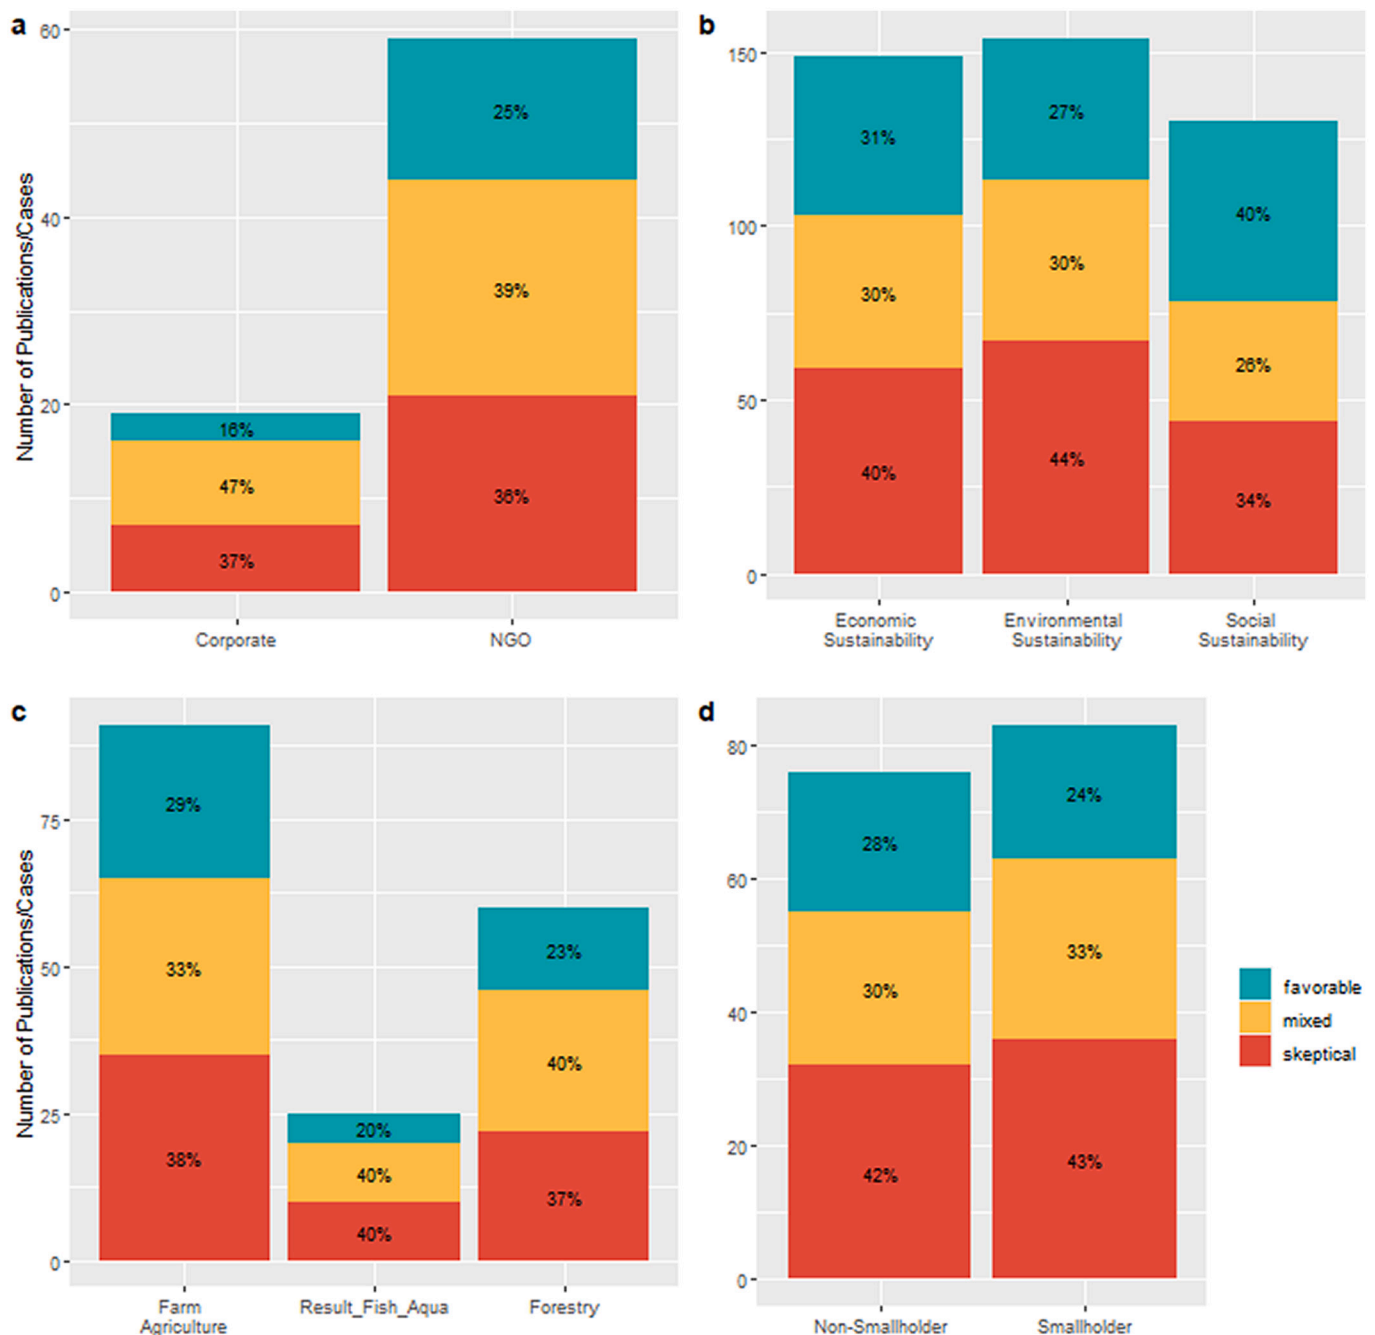 a
60
40
20
0
Number of Publications/Cases
16%
47%
37%
25%
39%
36%
Corporate
NGO
b
150
100
50
0
31%
30%
40%
27%
30%
44%
40%
26%
34%
Economic
Sustainability
Environmental
Sustainability
Social
Sustainability
c
75
50
25
0
Number of Publications/Cases
29%
33%
38%
20%
40%
40%
23%
40%
37%
Farm
Agriculture
Result_Fish_Aqua
Forestry
d
80
60
40
20
0
28%
30%
42%
24%
33%
43%
Non-Smallholder
Smallholder
favorable
mixed
skeptical